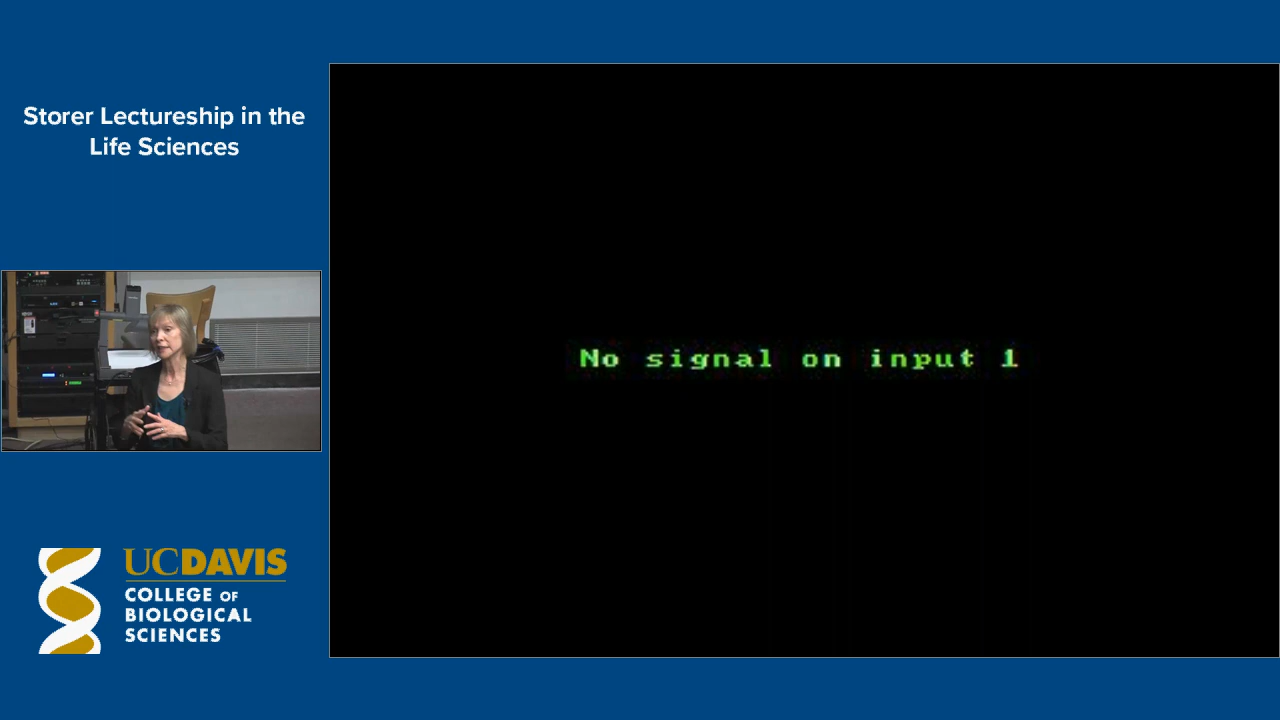 Storer Lectureship in the
Life Sciences
No signal on input 1
UCDAVIS
COLLEGE OF
BIOLOGICAL
SCIENCES